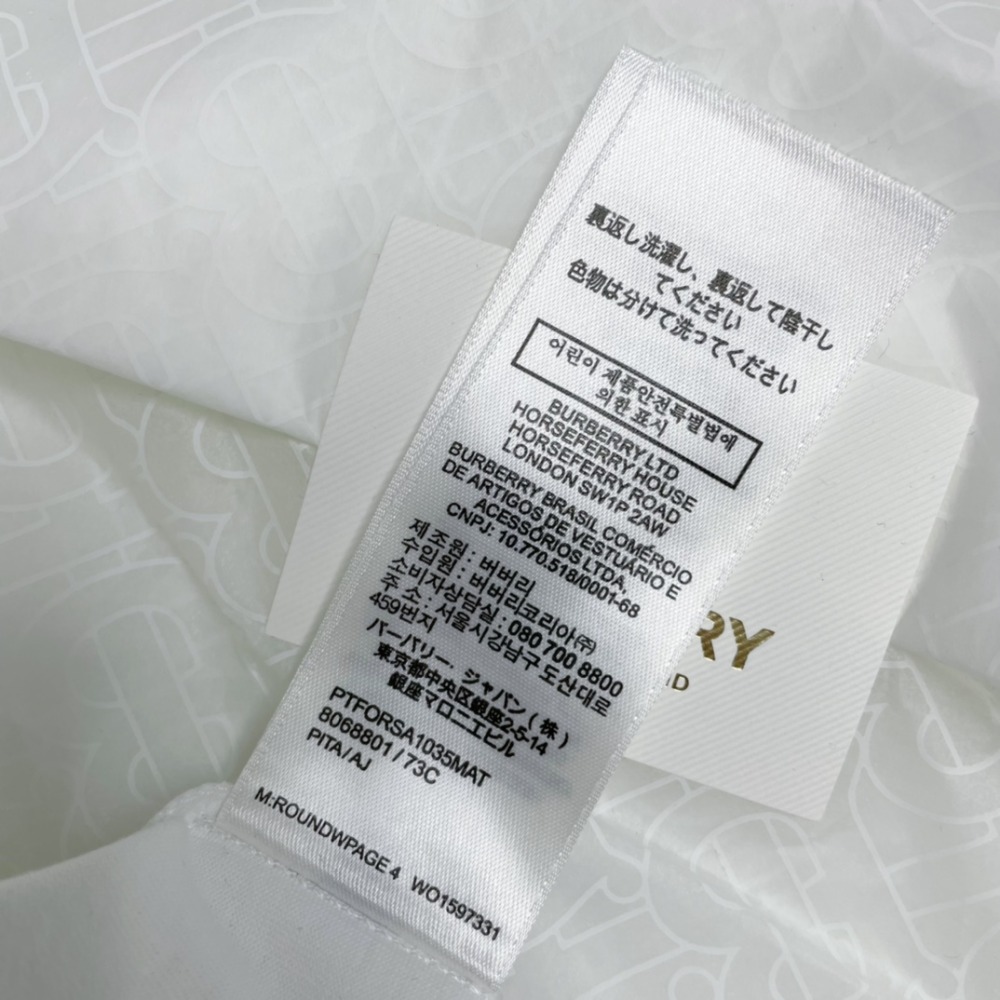 裏返し洗濯し、裏返して陰干し
てください
色物は分けて洗ってください
어린이 제품안전특별법에
의한 표시
BURBERRY LTD
HORSEFERRY HOUSE
HORSEFERRY ROAD
LONDON SW1P 2AW
BURBERRY BRASIL COMÉRCIO
DE ARTIGOS DE VESTUÁRIO E
ACESSÓRIOS LTDA,
CNPJ: 10.770.518/0001-68
제조원 : 버버리
수입원 : 버버리코리아㈜
소비자상담실 : 080 700 8800
주 소 : 서울시 강남구 도산대로
459번지
バーバリー・ジャパン（株）
東京都中央区銀座2-5-14
銀座マロニエビル
PTFORSA1035MAT
8068801 / 73C
PITA/ AJ
M:ROUNDWPAGE 4 WO1597331
RY
ND